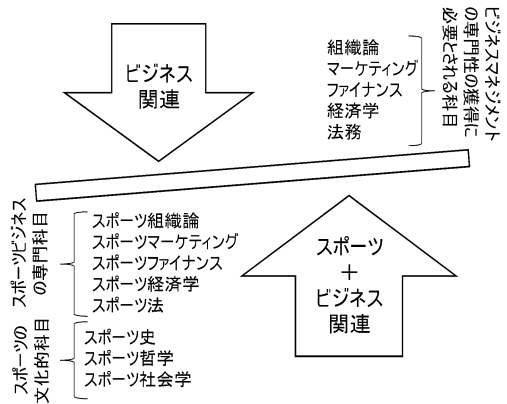 ビジネス
関連
組織論
マーケティング
ファイナンス
経済学
法務
ビジネスマネジメント
の専門性の獲得に
必要とされる科目
スポーツビジネス
の専門科目
スポーツ組織論
スポーツマーケティング
スポーツファイナンス
スポーツ経済学
スポーツ法
スポーツの
文化的科目
スポーツ史
スポーツ哲学
スポーツ社会学
スポーツ
+
ビジネス
関連